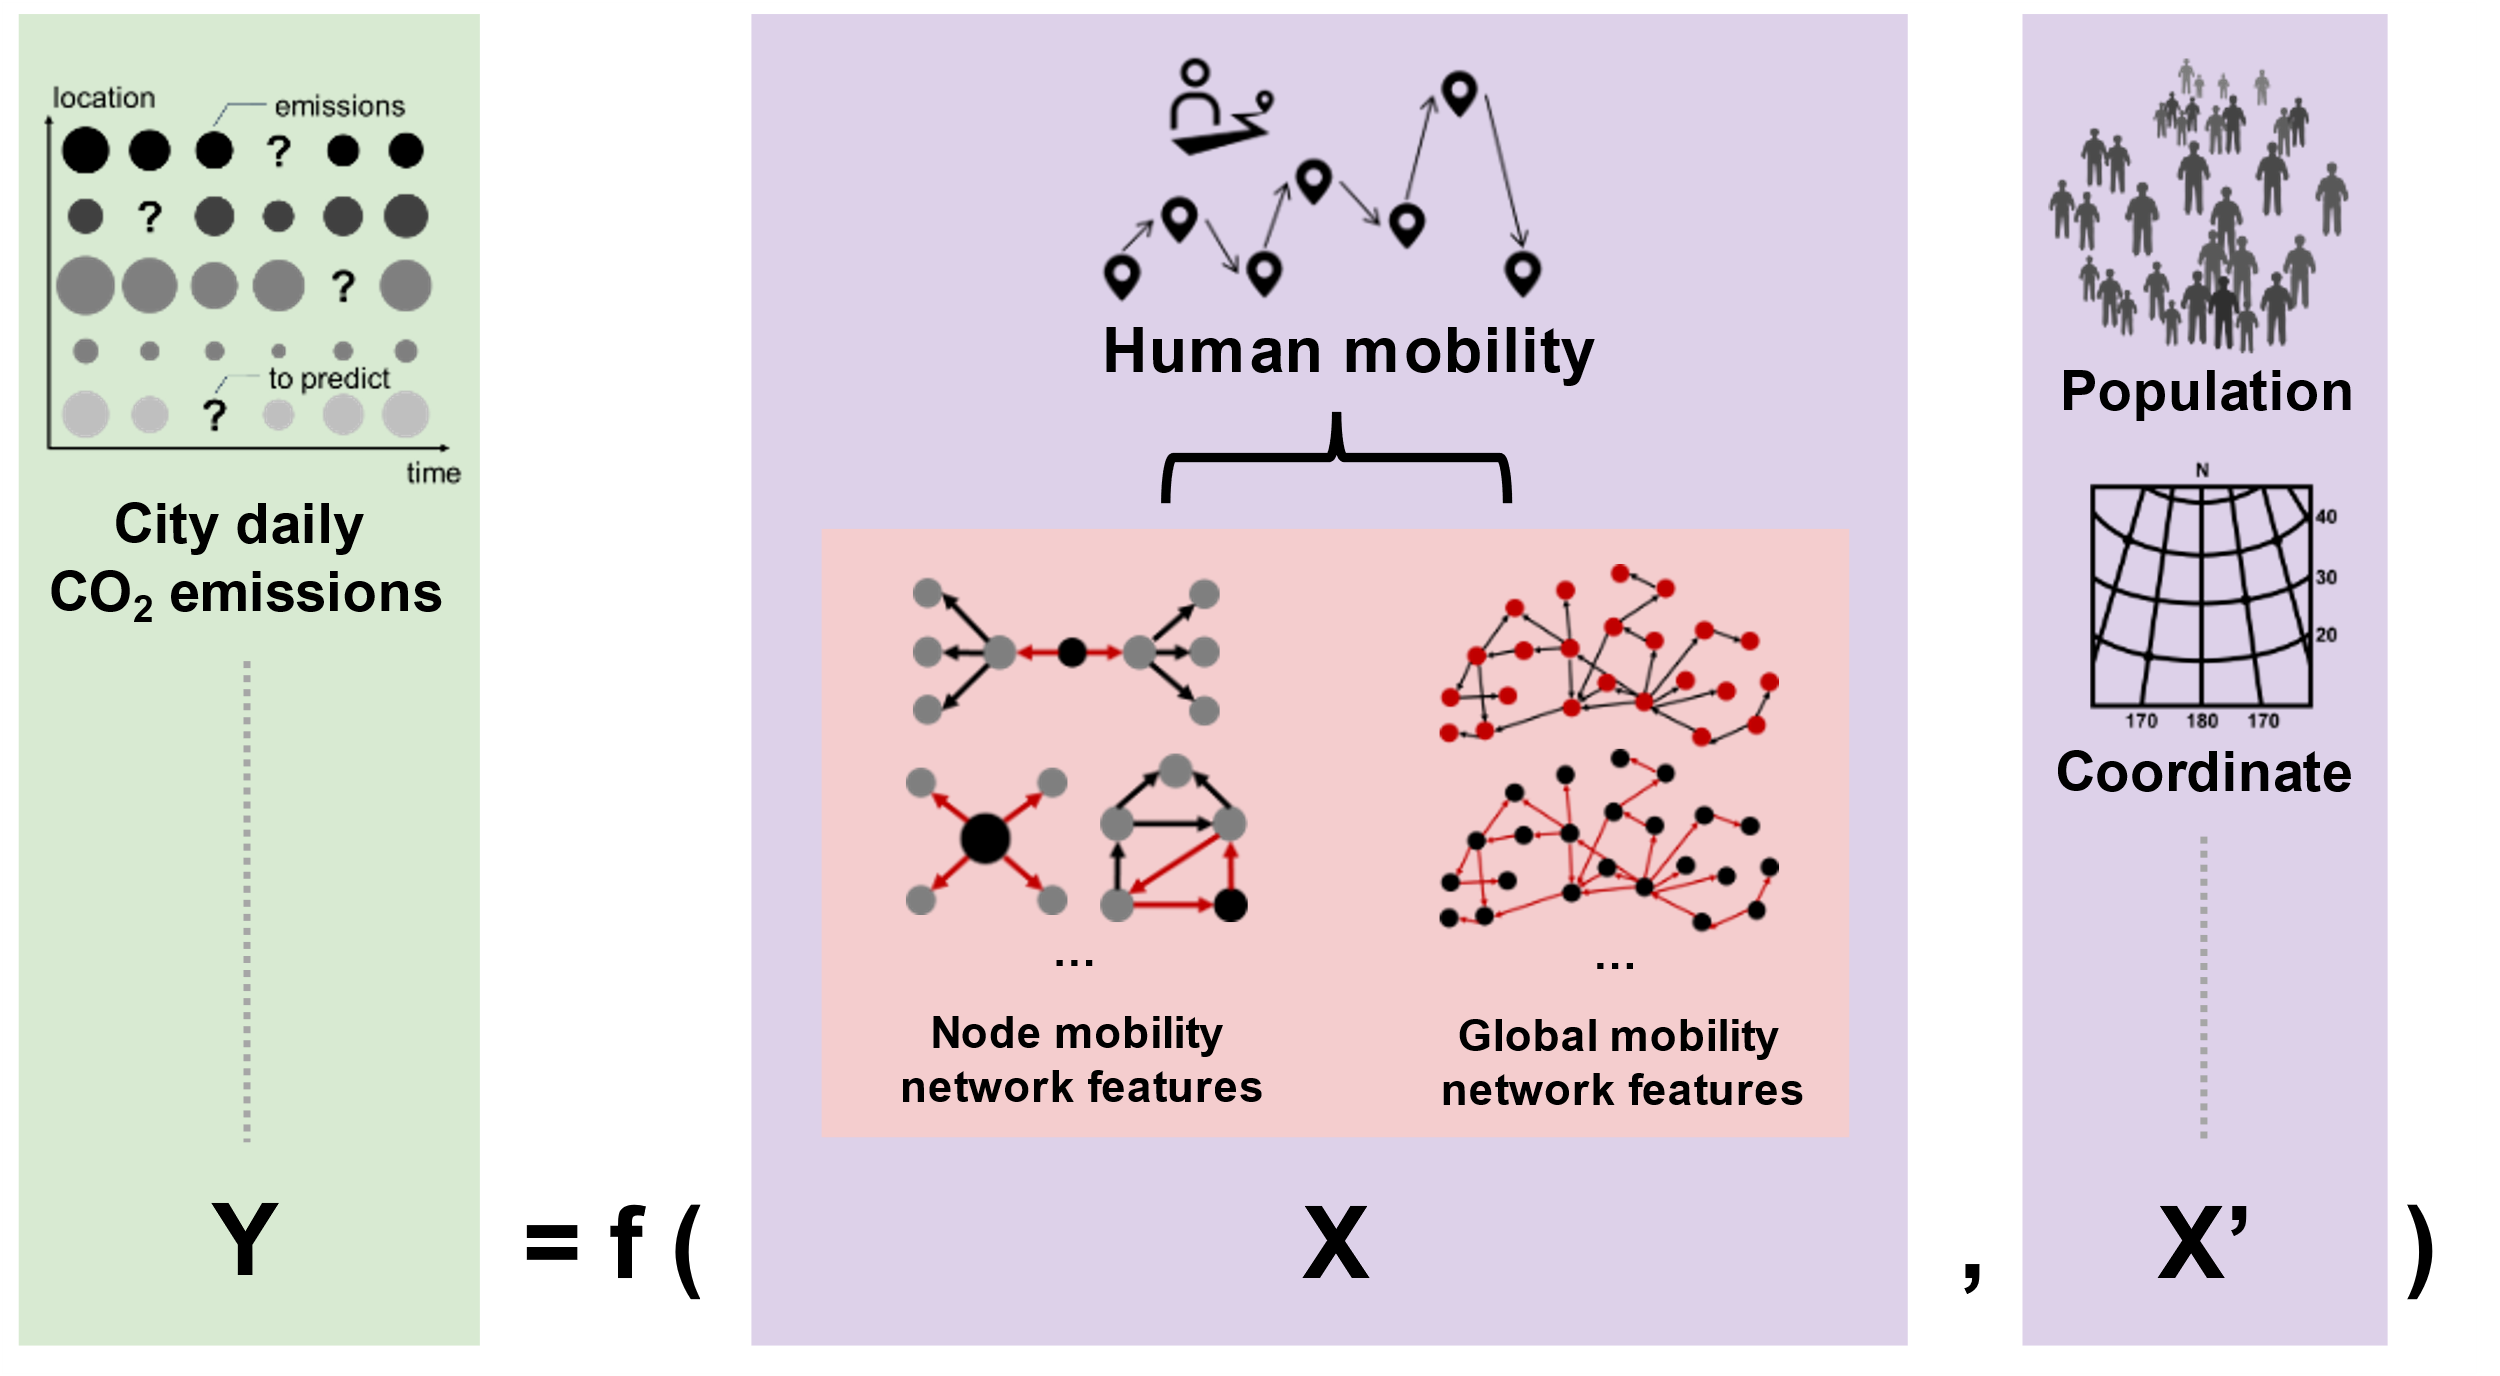 location
emissions
?
?
?
to predict
?
time
City daily
CO₂ emissions
Human mobility
...
Node mobility
network features
...
Global mobility
network features
Population
N
40
30
20
170 180 170
Coordinate
Y = f ( X , X’ )